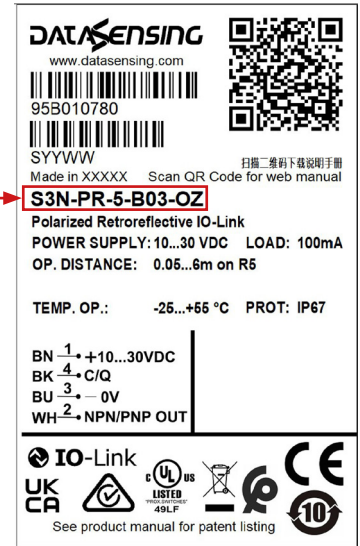 DATASENSING
www.datasensing.com
95B010780
SYYWW
扫描二维码下载说明手册
Made in XXXXX Scan QR Code for web manual
S3N-PR-5-B03-OZ
Polarized Retroreflective IO-Link
POWER SUPPLY: 10...30 VDC LOAD: 100mA
OP. DISTANCE: 0.05...6m on R5
TEMP. OP.: -25...+55 °C PROT: IP67
BN 1 +10...30VDC
BK 4 C/Q
BU 3 – 0V
WH 2 NPN/PNP OUT
IO-Link
UK
CA
c UL us
LISTED
"PROX.SWITCHES"
49LF
CE
10
See product manual for patent listing